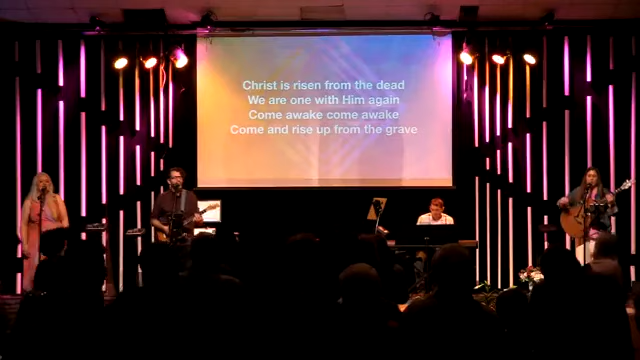 Christ is risen from the dead
We are one with Him again
Come awake come awake
Come and rise up from the grave